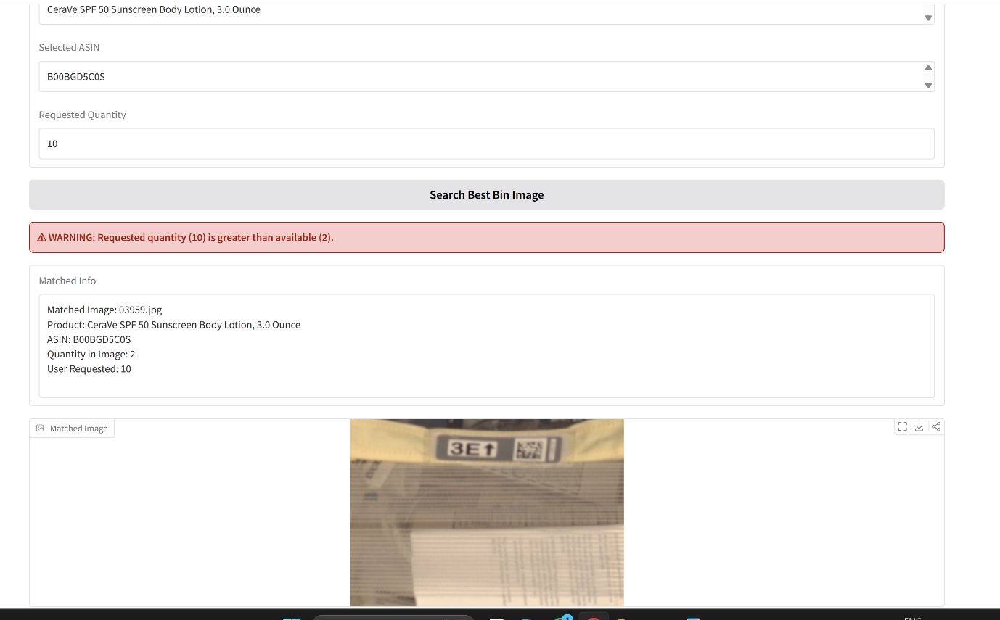 CeraVe SPF 50 Sunscreen Body Lotion, 3.0 Ounce
Selected ASIN
B00BGD5C0S
Requested Quantity
10
Search Best Bin Image
⚠ WARNING: Requested quantity (10) is greater than available (2).
Matched Info
Matched Image: 03959.jpg
Product: CeraVe SPF 50 Sunscreen Body Lotion, 3.0 Ounce
ASIN: B00BGD5C0S
Quantity in Image: 2
User Requested: 10
Matched Image
3E↑
1
ENG